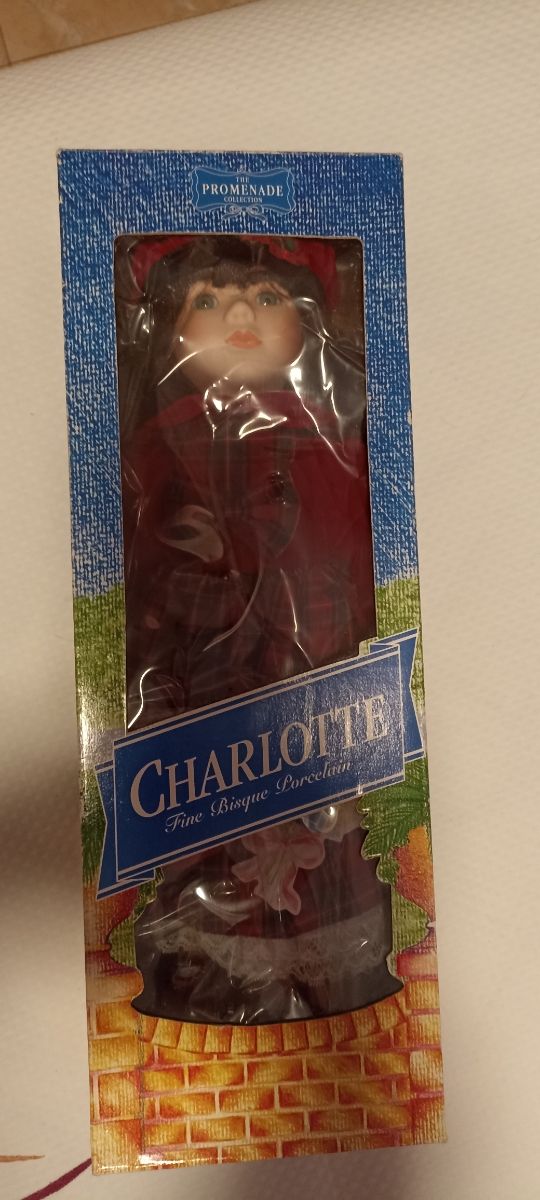 THE
PROMENADE
COLLECTION
CHARLOTTE
Fine Bisque Porcelain